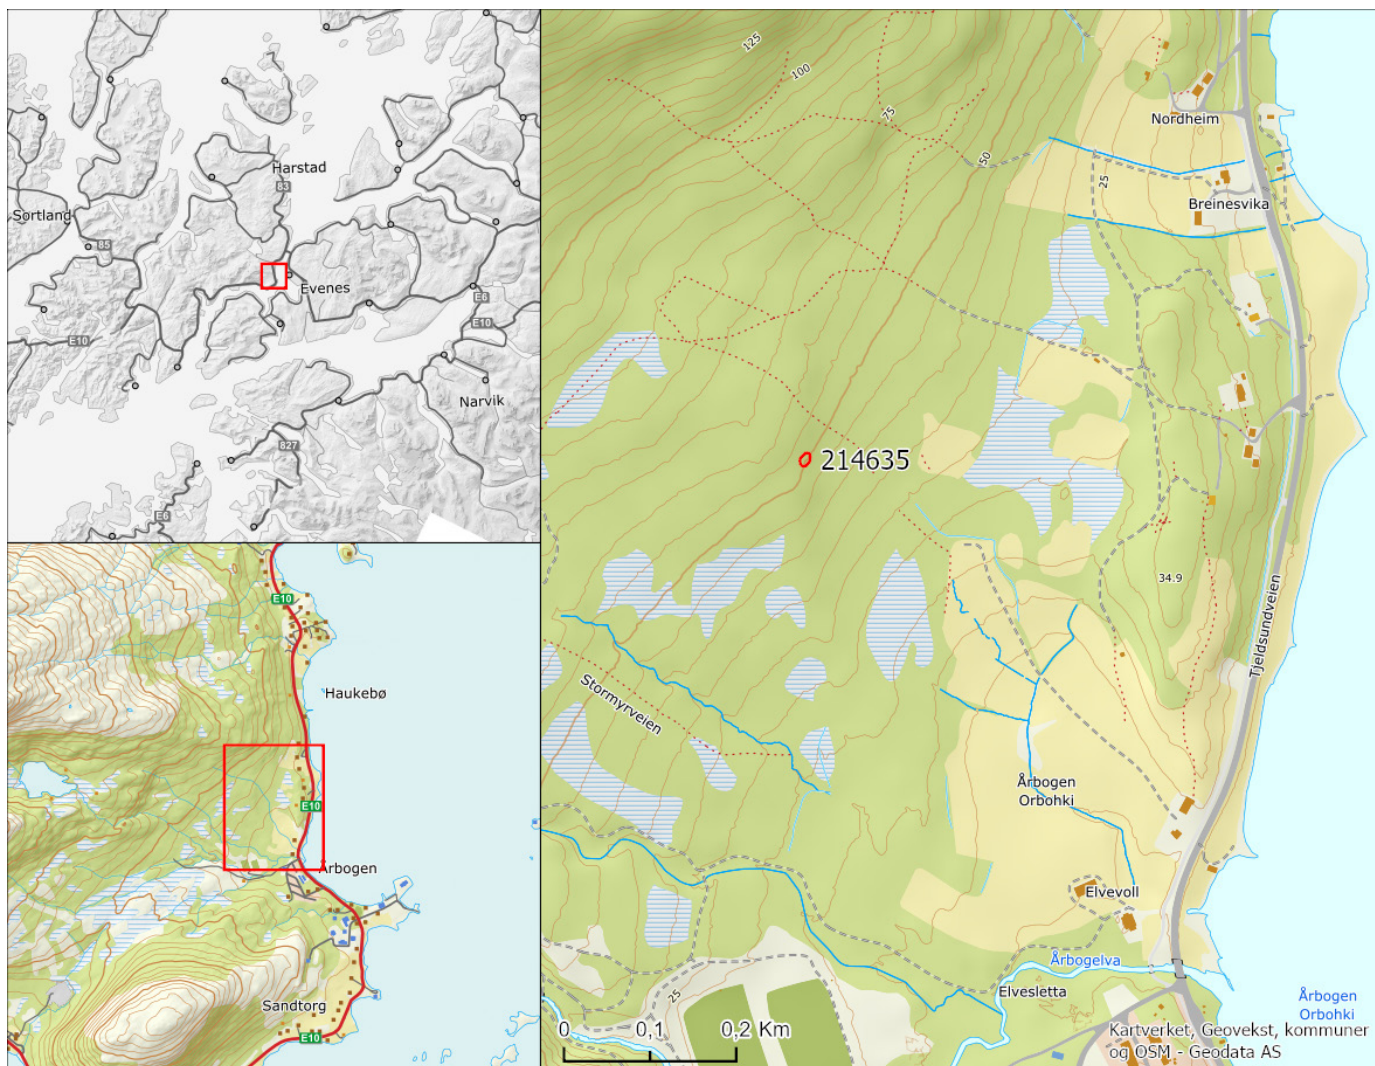 Harstad
83
Sortland
85
Evenes
E6
E10
E10
Narvik
827
E6
E10
Haukebø
E10
Årbogen
Sandtorg
E10
125
100
75
50
25
Nordheim
Breinesvika
214635
34.9
Tjeldsundveien
Stormyrveien
Årbogen
Orbohki
Elvevoll
Årbogelva
Elvesletta
25
0 0,1 0,2 Km
Årbogen
Orbohki
Kartverket, Geovekst, kommuner
og OSM - Geodata AS